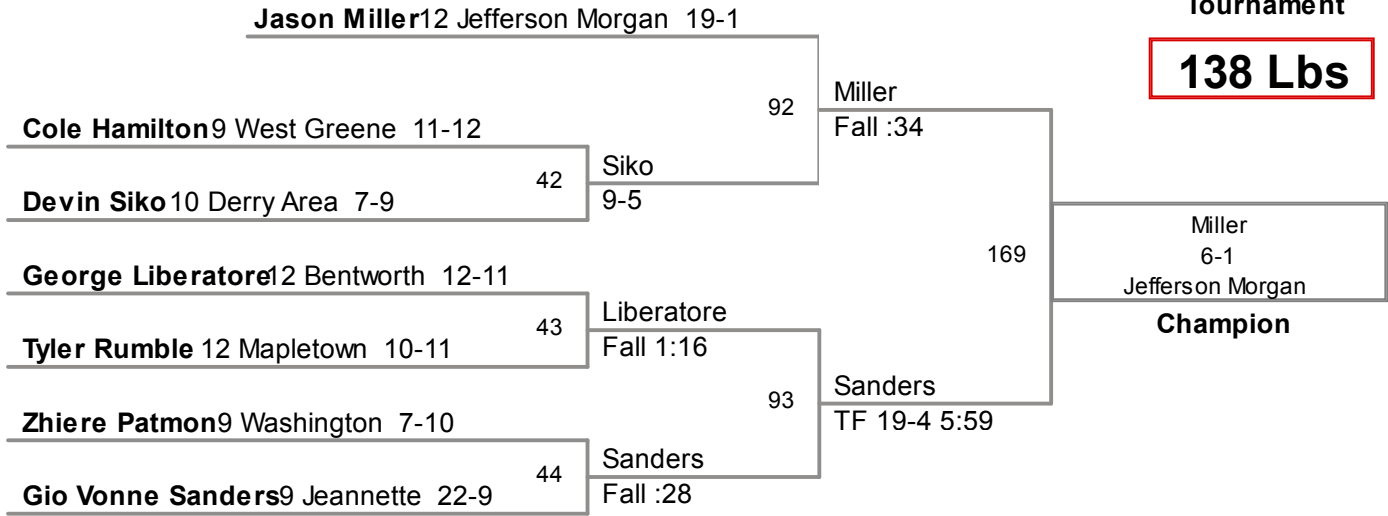 Tournament
138 Lbs
Jason Miller 12 Jefferson Morgan 19-1
92
Miller
Fall :34
Cole Hamilton 9 West Greene 11-12
42
Siko
9-5
Devin Siko 10 Derry Area 7-9
169
Miller
6-1
Jefferson Morgan
Champion
George Liberatore 12 Bentworth 12-11
43
Liberatore
Fall 1:16
Tyler Rumble 12 Mapletown 10-11
93
Sanders
TF 19-4 5:59
Zhiere Patmon 9 Washington 7-10
44
Sanders
Fall :28
Gio Vonne Sanders 9 Jeannette 22-9